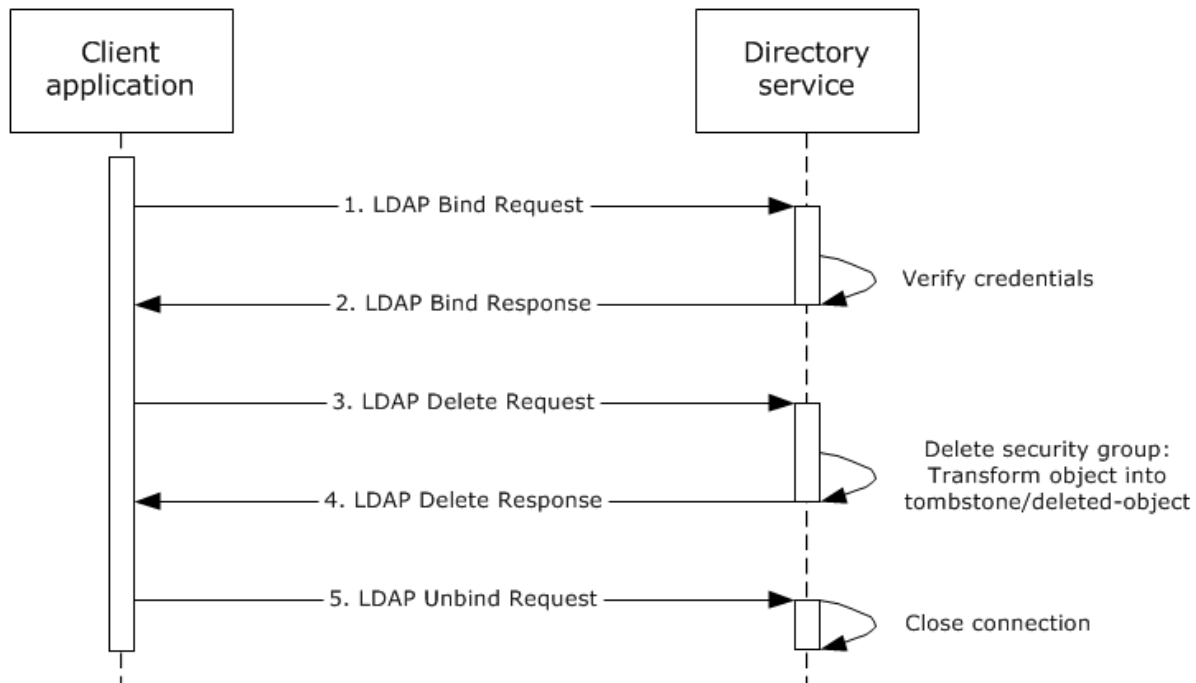 Client
application
Directory
service
1. LDAP Bind Request
Verify credentials
2. LDAP Bind Response
3. LDAP Delete Request
Delete security group:
Transform object into
tombstone/deleted-object
4. LDAP Delete Response
5. LDAP Unbind Request
Close connection